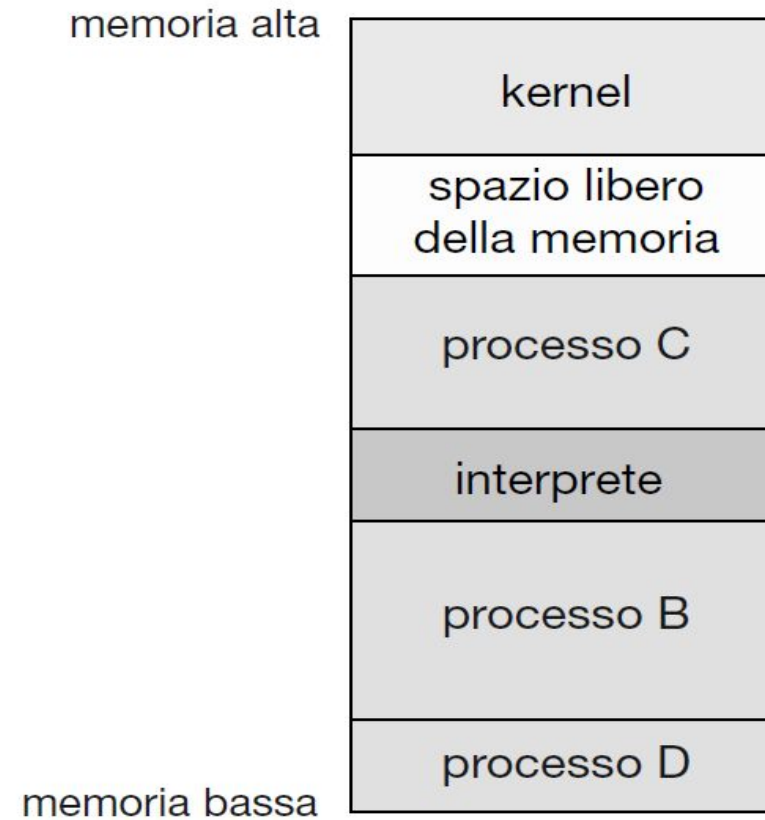 memoria alta
kernel
spazio libero
della memoria
processo C
interprete
processo B
processo D
memoria bassa